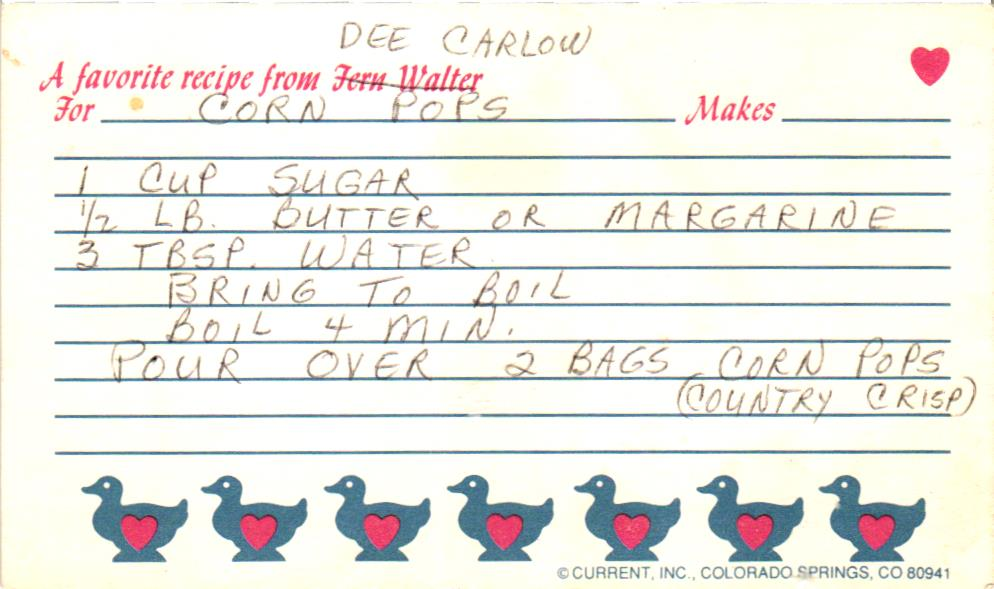 DEE CARLOW
A favorite recipe from Fern Walter
For CORN POPS Makes
1 CUP SUGAR
1/2 LB. BUTTER OR MARGARINE
3 TBSP. WATER
BRING TO BOIL
BOIL 4 MIN.
POUR OVER 2 BAGS CORN POPS
(COUNTRY CRISP)
© CURRENT, INC., COLORADO SPRINGS, CO 80941